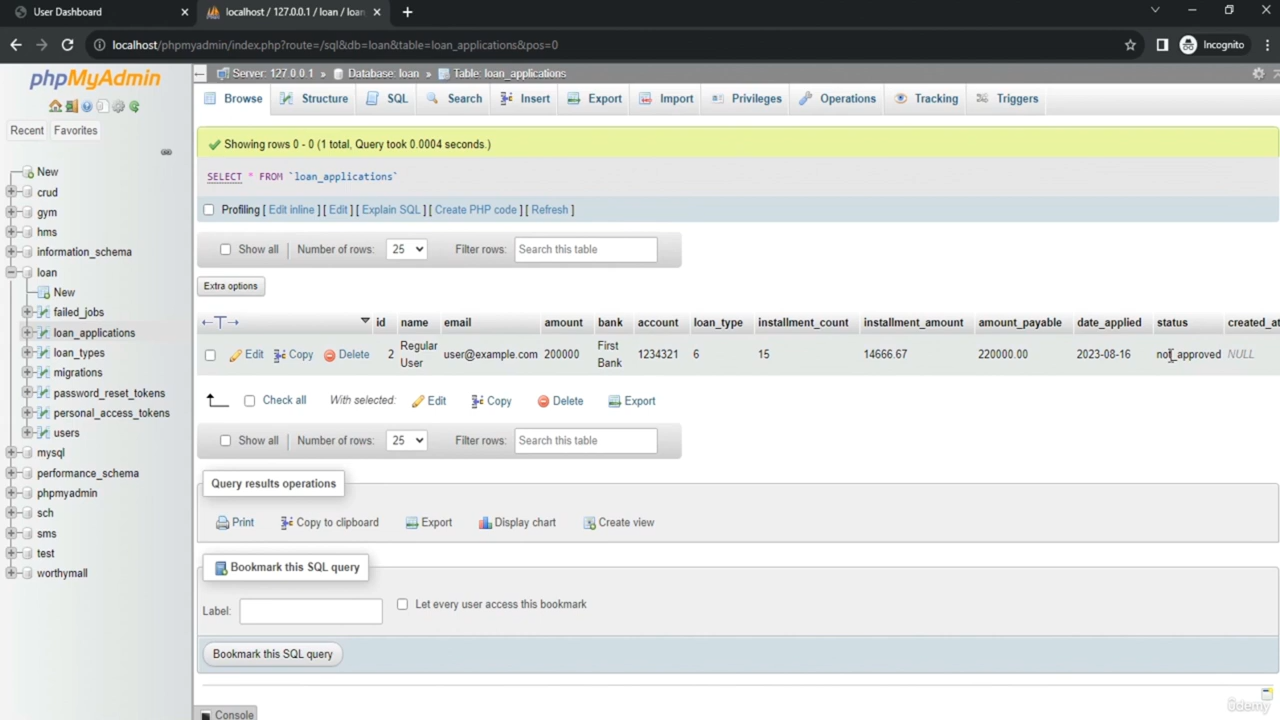 User Dashboard
localhost / 127.0.0.1 / loan / loan
localhost/phpmyadmin/index.php?route=/sql&db=loan&table=loan_applications&pos=0
Incognito
phpMyAdmin
Recent Favorites
New
crud
gym
hms
information_schema
loan
New
failed_jobs
loan_applications
loan_types
migrations
password_reset_tokens
personal_access_tokens
users
mysql
performance_schema
phpmyadmin
sch
sms
test
worthymall
Server: 127.0.0.1 » Database: loan » Table: loan_applications
Browse Structure SQL Search Insert Export Import Privileges Operations Tracking Triggers
Showing rows 0 - 0 (1 total, Query took 0.0004 seconds.)
SELECT * FROM `loan_applications`
Profiling [ Edit inline ] [ Edit ] [ Explain SQL ] [ Create PHP code ] [ Refresh ]
Show all Number of rows: 25 Filter rows: Search this table
Extra options
id name email amount bank account loan_type installment_count installment_amount amount_payable date_applied status created_at
Edit Copy Delete 2 Regular User user@example.com 200000 First Bank 1234321 6 15 14666.67 220000.00 2023-08-16 not_approved NULL
Check all With selected: Edit Copy Delete Export
Show all Number of rows: 25 Filter rows: Search this table
Query results operations
Print Copy to clipboard Export Display chart Create view
Bookmark this SQL query
Label: Let every user access this bookmark
Bookmark this SQL query
Console
ûdemy